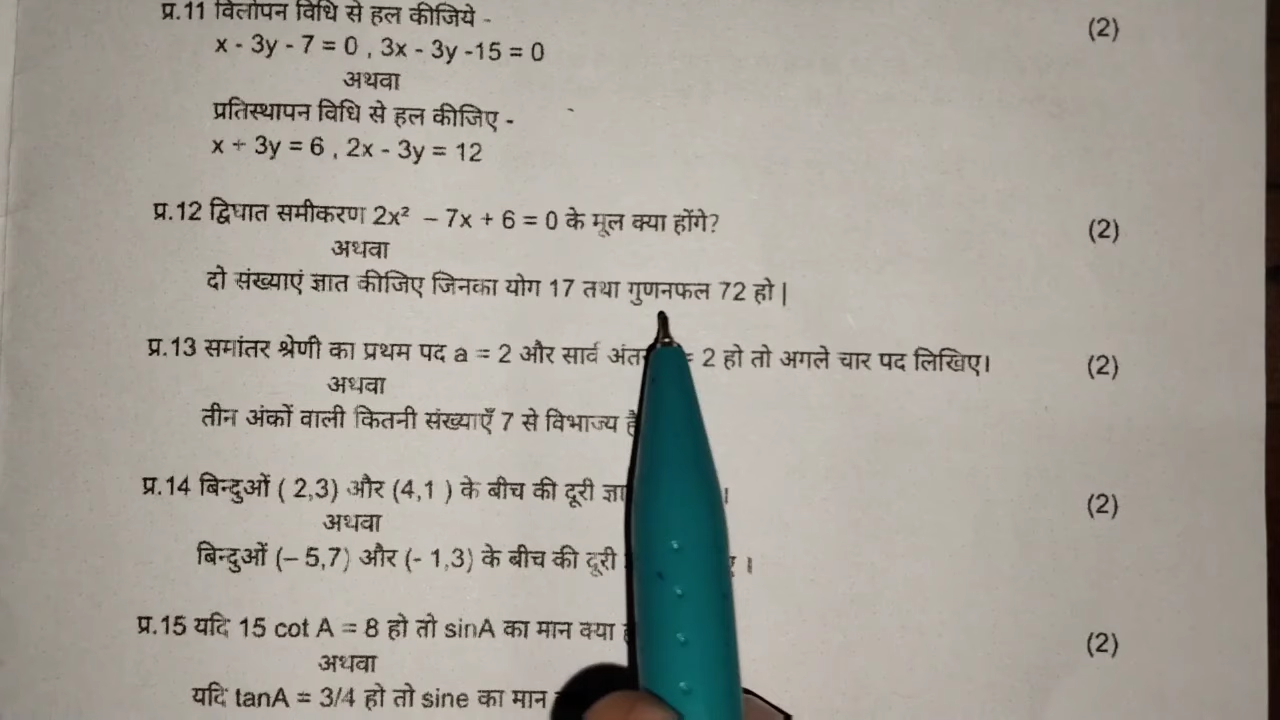 प्र.11 विलोपन विधि से हल कीजिये - (2)
x - 3y - 7 = 0 , 3x - 3y -15 = 0
अथवा
प्रतिस्थापन विधि से हल कीजिए -
x + 3y = 6 , 2x - 3y = 12
प्र.12 द्विघात समीकरण 2x² – 7x + 6 = 0 के मूल क्या होंगे? (2)
अथवा
दो संख्याएं ज्ञात कीजिए जिनका योग 17 तथा गुणनफल 72 हो |
प्र.13 समांतर श्रेणी का प्रथम पद a = 2 और सार्व = 2 हो तो अगले चार पद लिखिए। (2)
अथवा
तीन अंकों वाली कितनी संख्याएँ 7 से विभाज्य
प्र.14 बिन्दुओं ( 2,3) और (4,1 ) के बीच की दूरी । (2)
अथवा
बिन्दुओं (– 5,7) और (- 1,3) के बीच की दूरी ।
प्र.15 यदि 15 cot A = 8 हो तो sinA का मान क्या (2)
अथवा
यदि tanA = 3/4 हो तो sine का मान